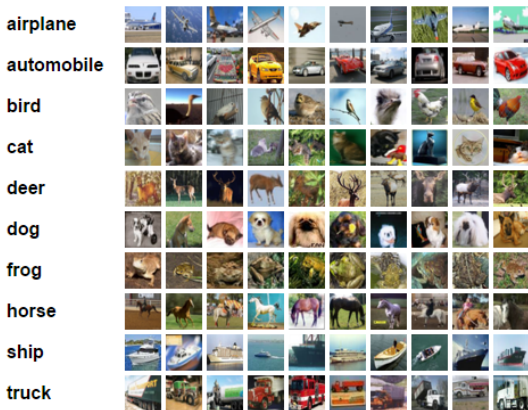 airplane
automobile
bird
cat
deer
dog
frog
horse
ship
truck